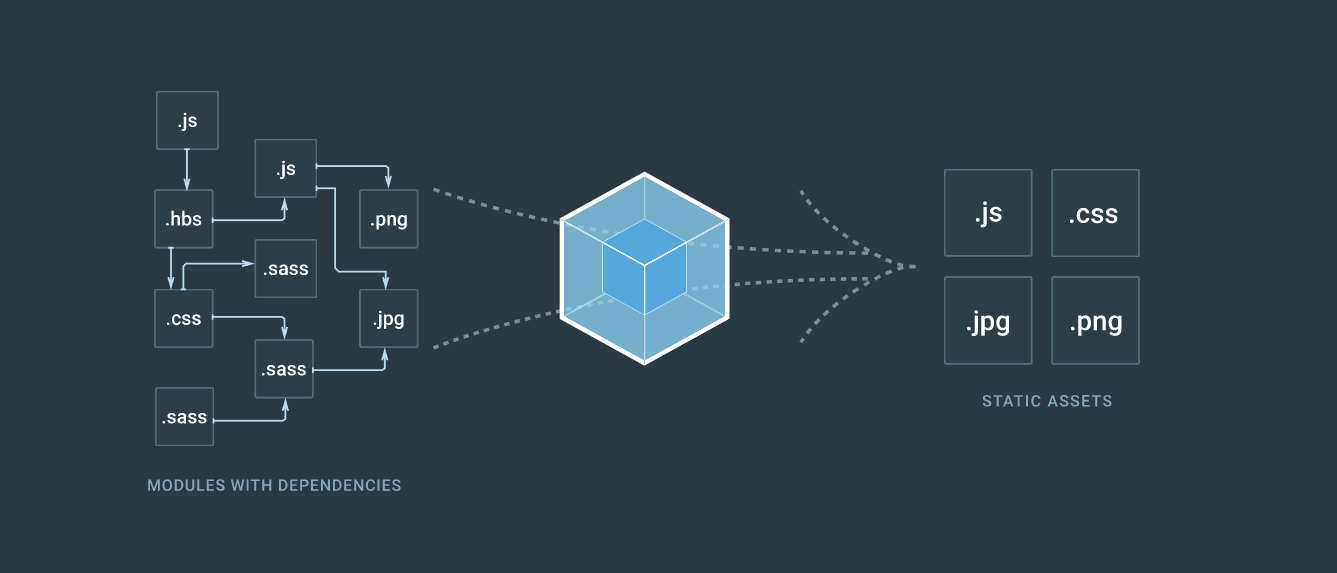 .js
.js
.hbs
.png
.sass
.css
.jpg
.sass
.sass
MODULES WITH DEPENDENCIES
.js
.css
.jpg
.png
STATIC ASSETS